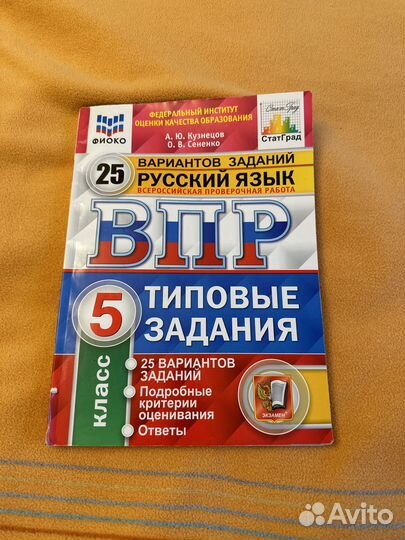 ФЕДЕРАЛЬНЫЙ ИНСТИТУТ
ОЦЕНКИ КАЧЕСТВА ОБРАЗОВАНИЯ
ФИОКО
А. Ю. Кузнецов
О. В. Сененко
СтатГрад
СтатГрад
25
ВАРИАНТОВ ЗАДАНИЙ
РУССКИЙ ЯЗЫК
ВСЕРОССИЙСКАЯ ПРОВЕРОЧНАЯ РАБОТА
ВПР
5
класс
ТИПОВЫЕ
ЗАДАНИЯ
• 25 ВАРИАНТОВ
ЗАДАНИЙ
• Подробные
критерии
оценивания
• Ответы
ЭКЗАМЕН
Avito